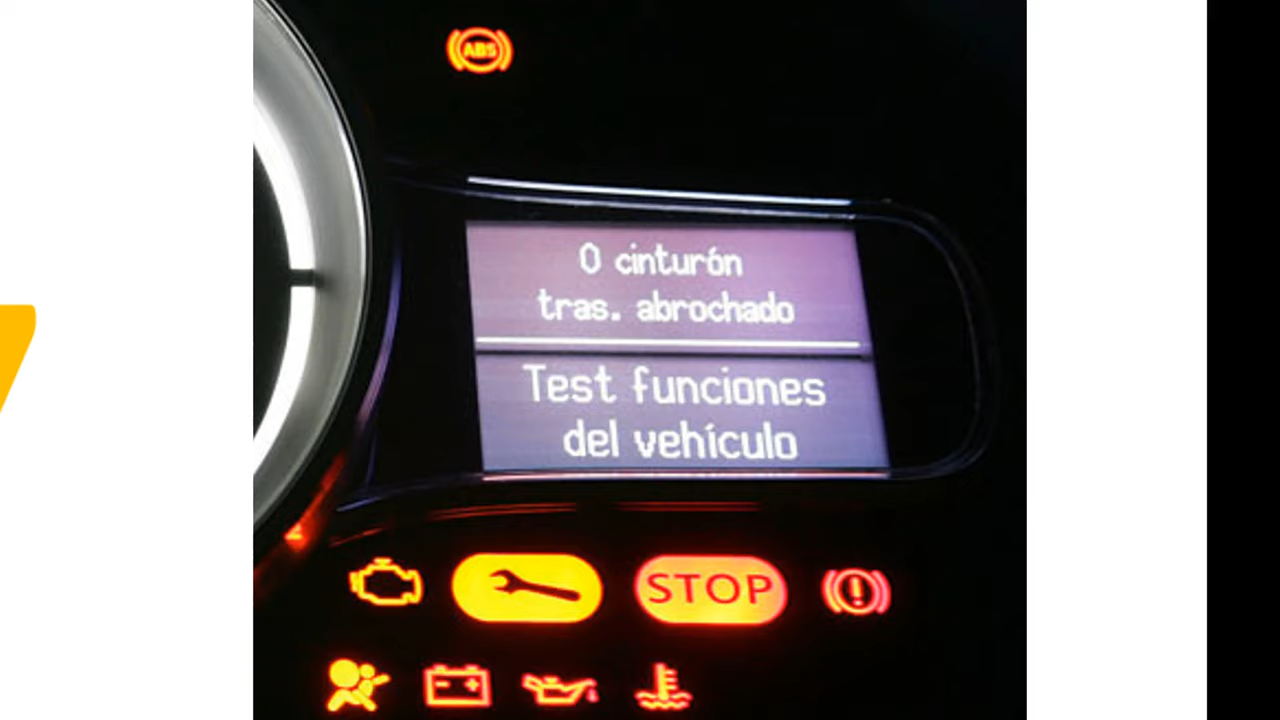 ABS
0 cinturón
tras. abrochado
Test funciones
del vehículo
STOP